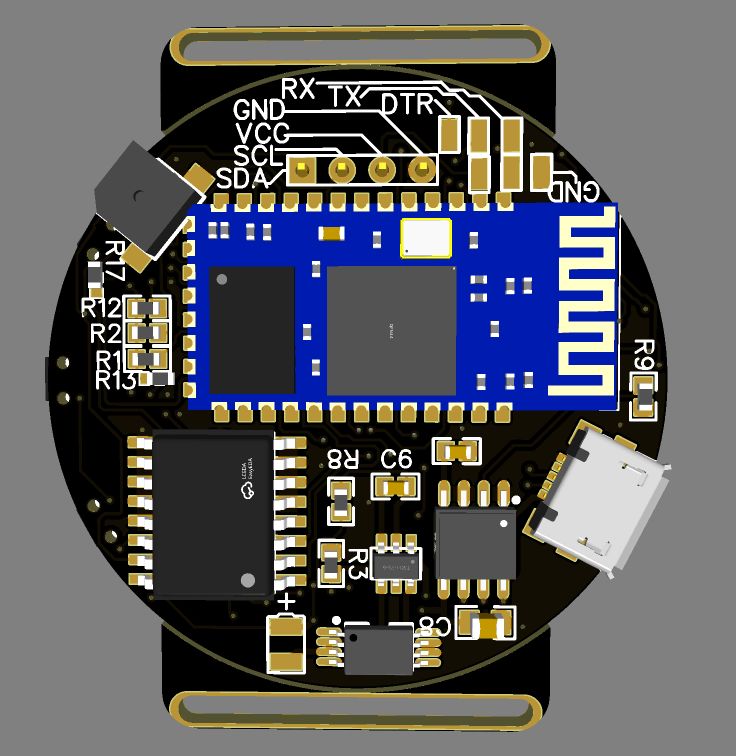 RX
TX
DTR
GND
VCC
SCL
SDA
GND
R17
R12
R2
R1
R13
R9
R8
C9
R3
+
C8